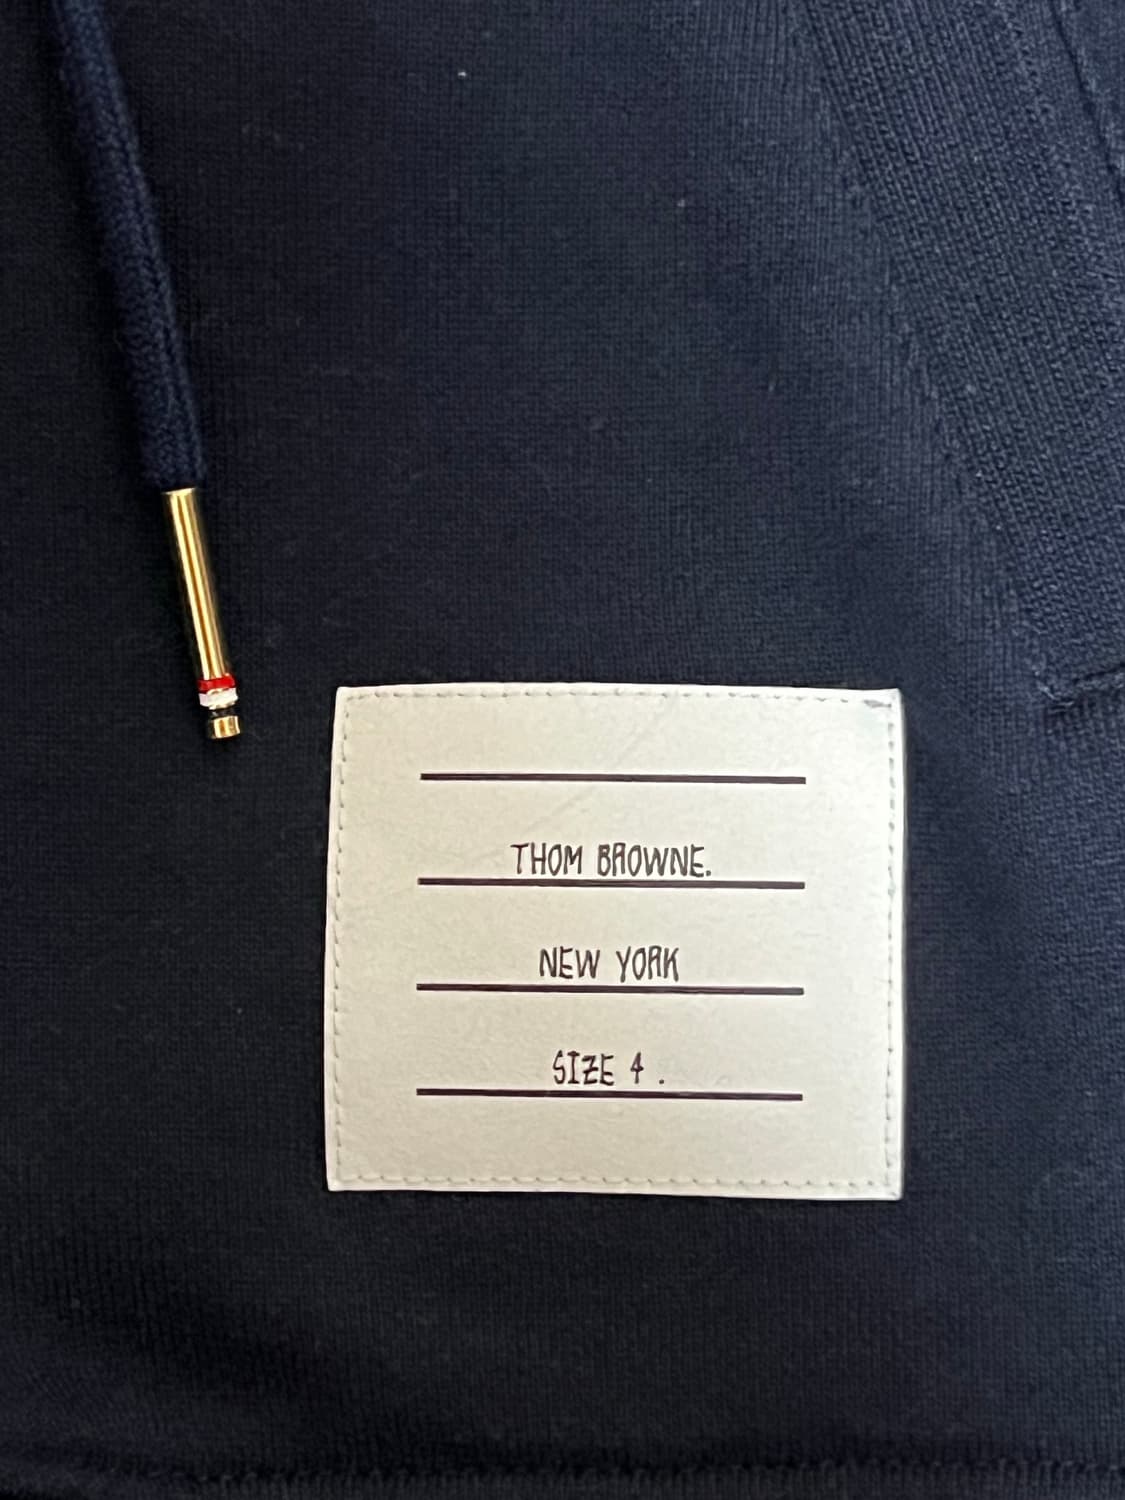 THOM BROWNE.
NEW YORK
SIZE 4 .